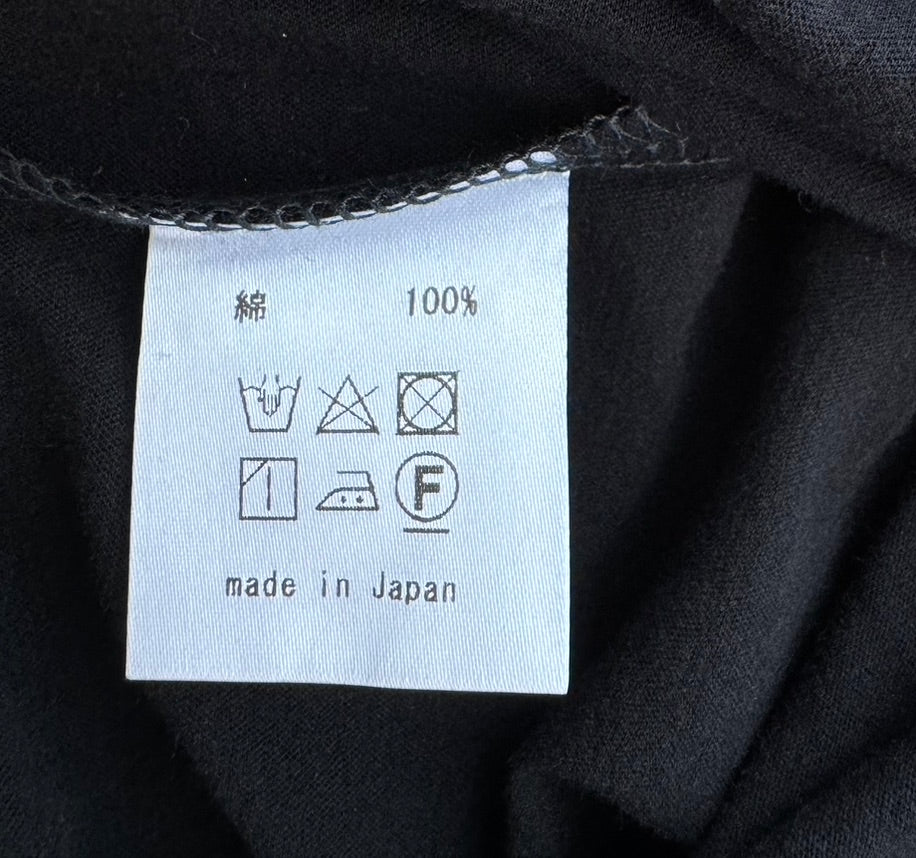 綿 100%
F
made in Japan